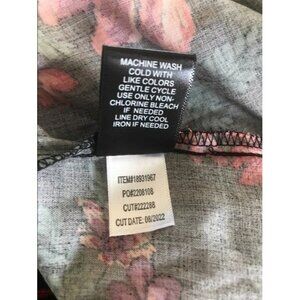 MACHINE WASH
COLD WITH
LIKE COLORS
GENTLE CYCLE
USE ONLY NON-
CHLORINE BLEACH
IF NEEDED
LINE DRY COOL
IRON IF NEEDED
ITEM#18931967
PO#2208108
CUT#222288
CUT DATE: 08/2022